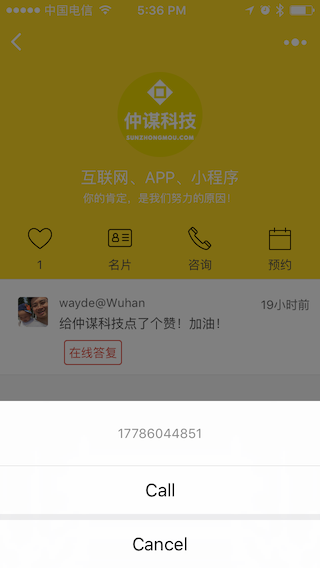 中国电信
5:36 PM
仲谋科技
SUNZHONGMOU.COM
互联网、APP、小程序
你的肯定，是我们努力的原因！
1
名片
咨询
预约
wayde@Wuhan
19小时前
给仲谋科技点了个赞！加油！
在线答复
17786044851
Call
Cancel